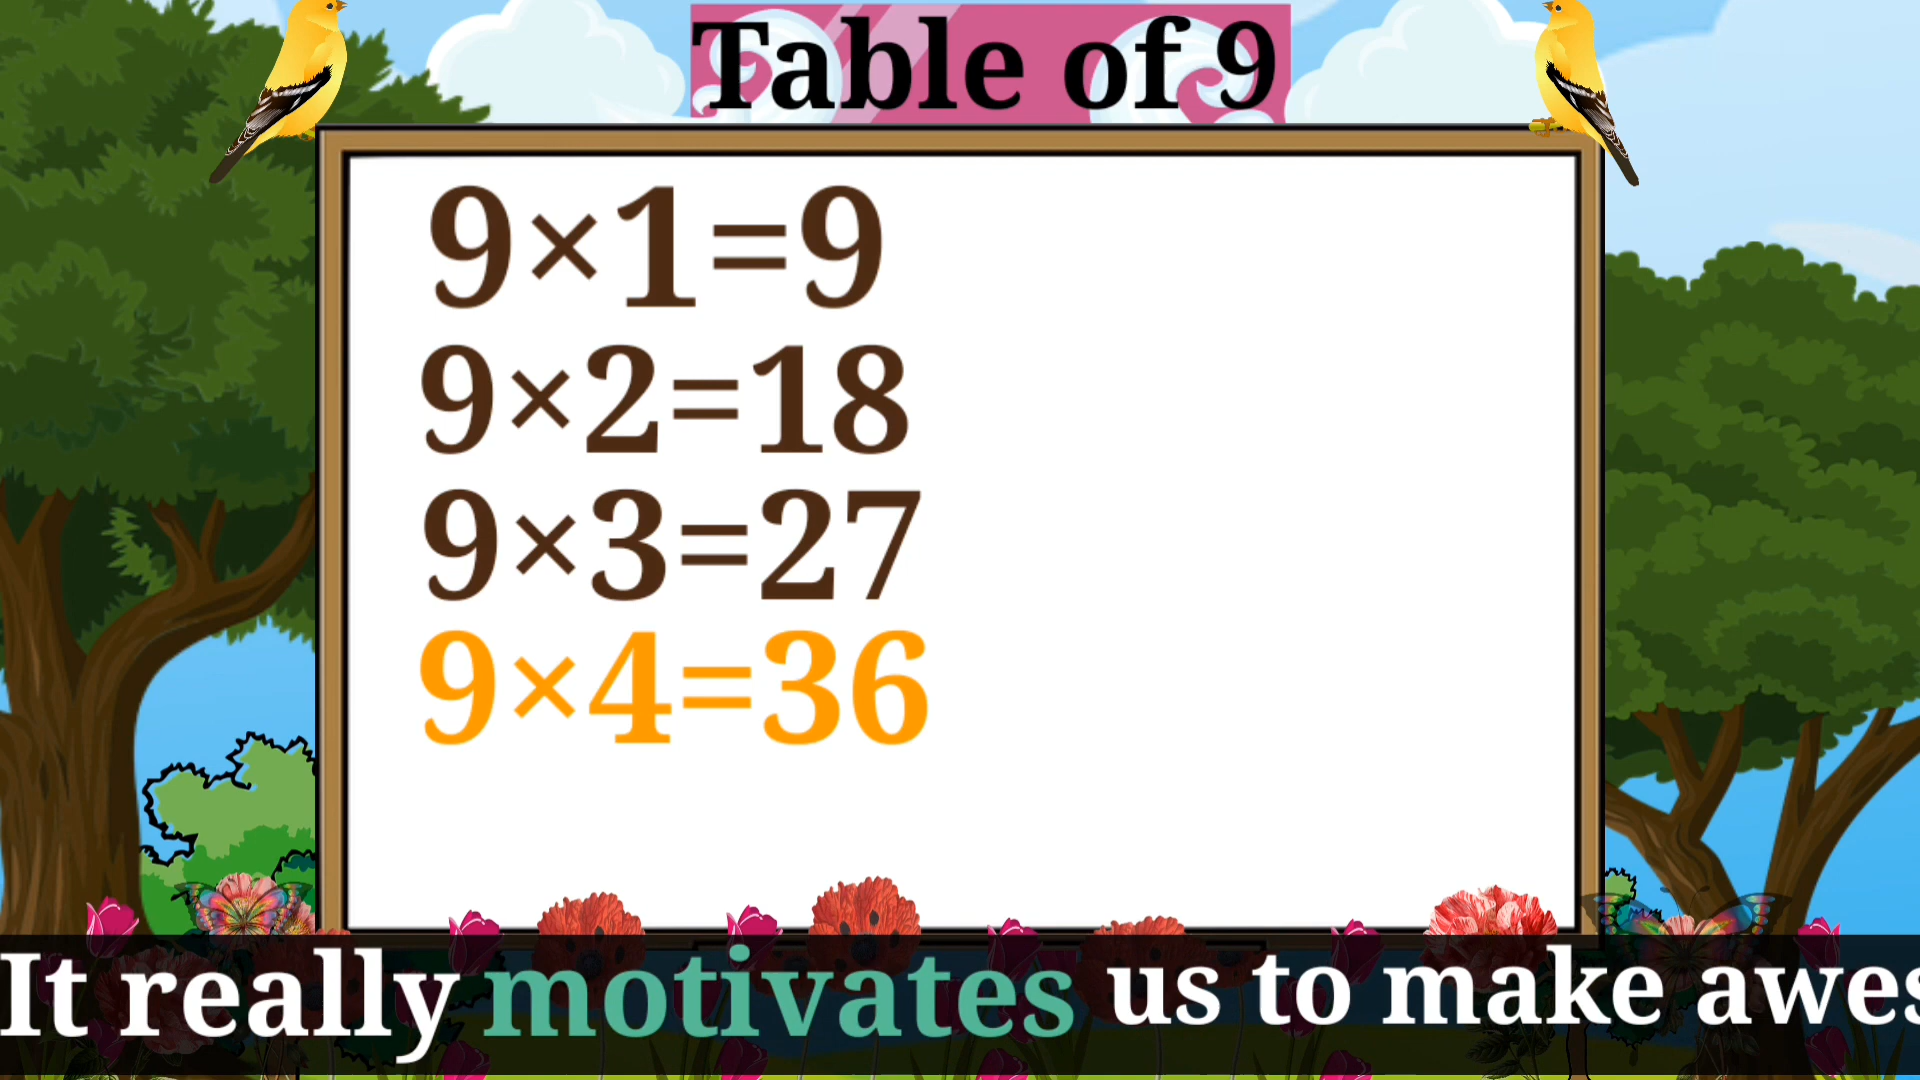 Table of 9
9×1=9
9×2=18
9×3=27
9×4=36
It really motivates us to make awes